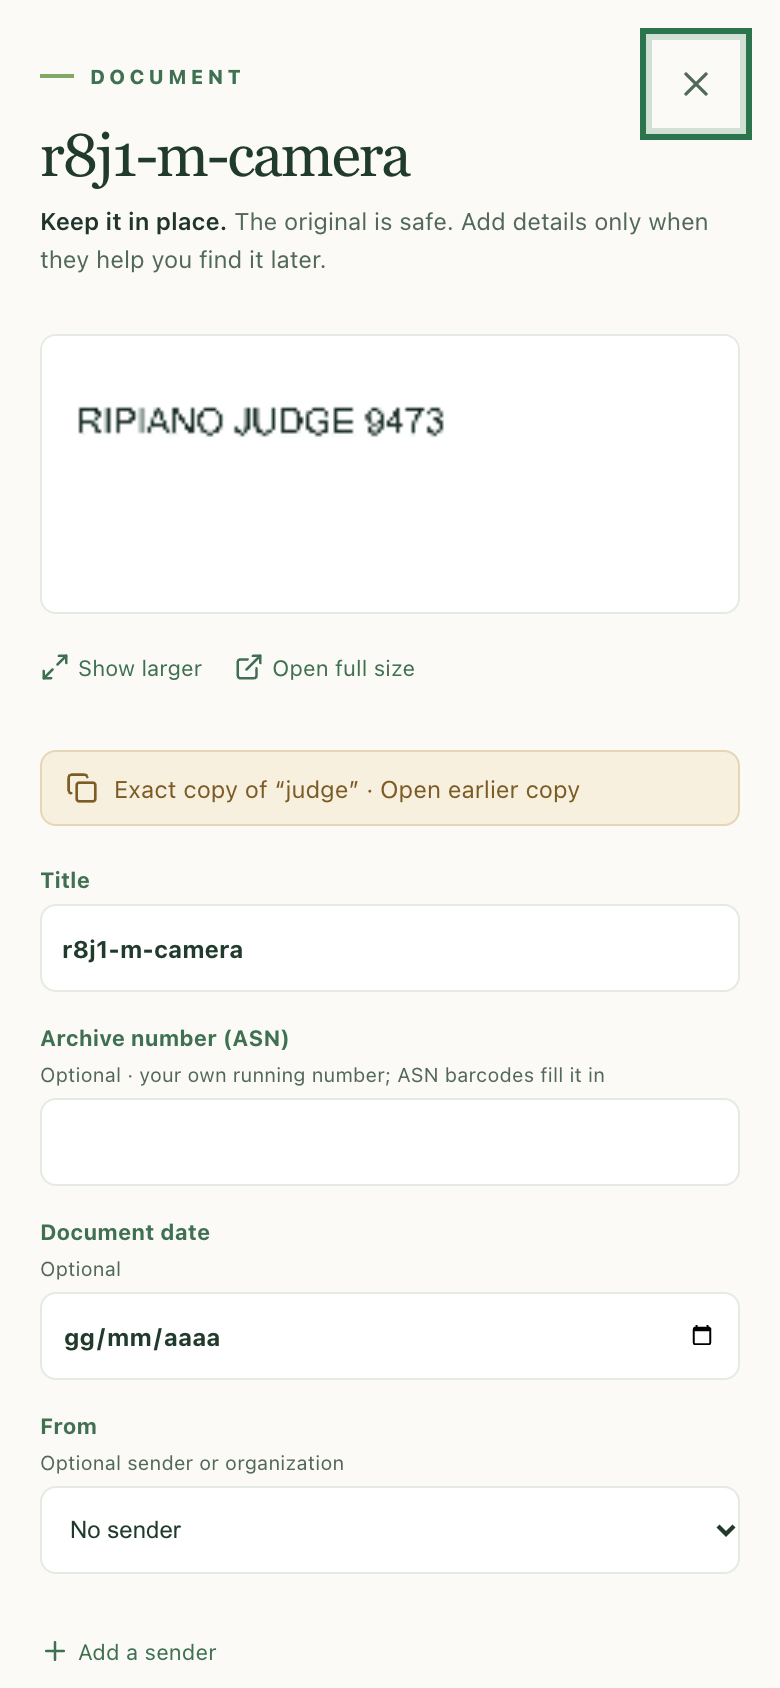 DOCUMENT
r8j1-m-camera
Keep it in place. The original is safe. Add details only when
they help you find it later.
RIPIANO JUDGE 9473
Show larger
Open full size
Exact copy of “judge” · Open earlier copy
Title
r8j1-m-camera
Archive number (ASN)
Optional · your own running number; ASN barcodes fill it in
Document date
Optional
gg/mm/aaaa
From
Optional sender or organization
No sender
Add a sender